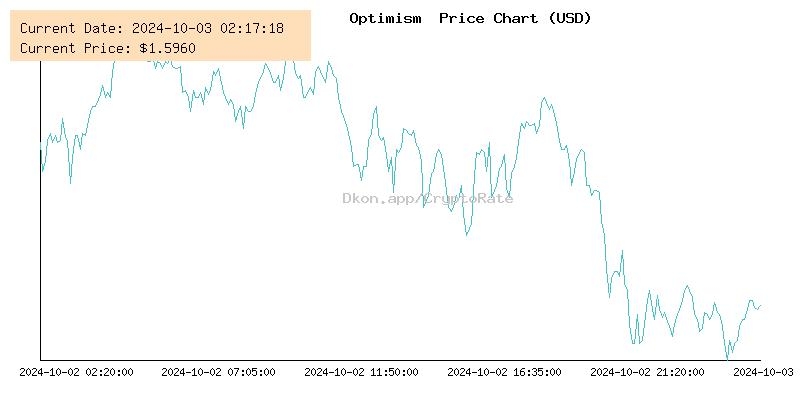 Optimism  Price Chart (USD)
Current Date: 2024-10-03 02:17:18
Current Price: $1.5960
Dkon.app/CryptoRate
2024-10-02 02:20:00 2024-10-02 07:05:00 2024-10-02 11:50:00 2024-10-02 16:35:00 2024-10-02 21:20:00 2024-10-03